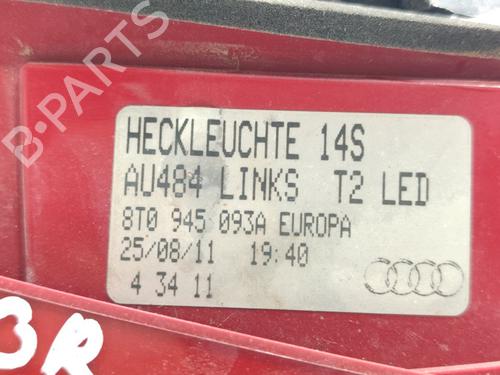 B-PARTS
HECKLEUCHTE 14S
AU484 LINKS T2 LED
8T0 945 093A EUROPA
25/08/11 19:40
4 34 11
3R